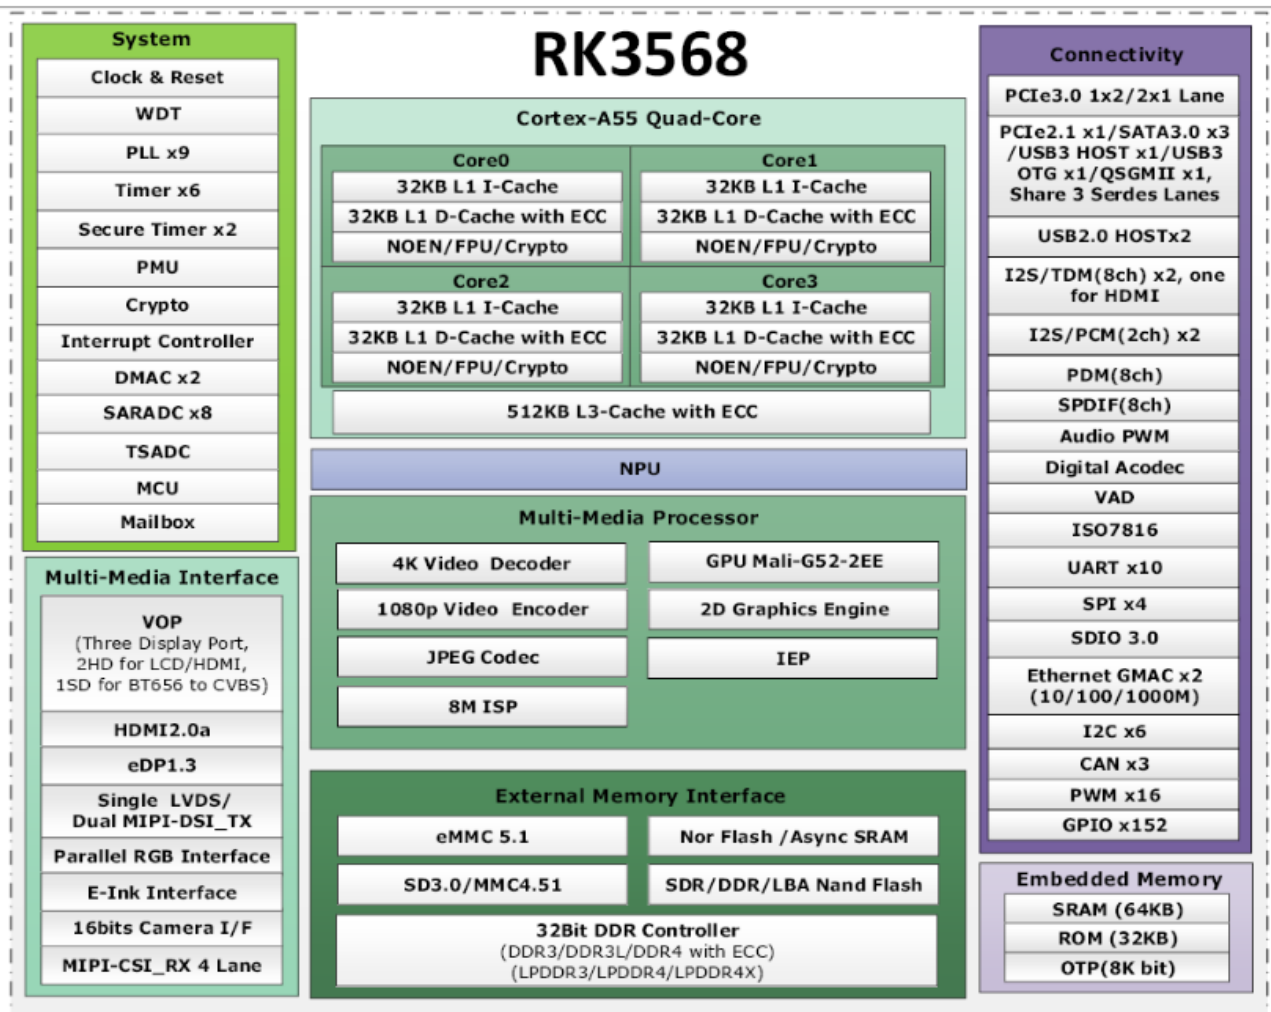 RK3568
System
Clock & Reset
WDT
PLL x9
Timer x6
Secure Timer x2
PMU
Crypto
Interrupt Controller
DMAC x2
SARADC x8
TSADC
MCU
Mailbox
Multi-Media Interface
VOP
(Three Display Port,
2HD for LCD/HDMI,
1SD for BT656 to CVBS)
HDMI2.0a
eDP1.3
Single LVDS/
Dual MIPI-DSI_TX
Parallel RGB Interface
E-Ink Interface
16bits Camera I/F
MIPI-CSI_RX 4 Lane
Cortex-A55 Quad-Core
Core0
32KB L1 I-Cache
32KB L1 D-Cache with ECC
NOEN/FPU/Crypto
Core1
32KB L1 I-Cache
32KB L1 D-Cache with ECC
NOEN/FPU/Crypto
Core2
32KB L1 I-Cache
32KB L1 D-Cache with ECC
NOEN/FPU/Crypto
Core3
32KB L1 I-Cache
32KB L1 D-Cache with ECC
NOEN/FPU/Crypto
512KB L3-Cache with ECC
NPU
Multi-Media Processor
4K Video Decoder
1080p Video Encoder
JPEG Codec
8M ISP
GPU Mali-G52-2EE
2D Graphics Engine
IEP
External Memory Interface
eMMC 5.1
Nor Flash /Async SRAM
SD3.0/MMC4.51
SDR/DDR/LBA Nand Flash
32Bit DDR Controller
(DDR3/DDR3L/DDR4 with ECC)
(LPDDR3/LPDDR4/LPDDR4X)
Connectivity
PCIe3.0 1x2/2x1 Lane
PCIe2.1 x1/SATA3.0 x3
/USB3 HOST x1/USB3
OTG x1/QSGMII x1,
Share 3 Serdes Lanes
USB2.0 HOSTx2
I2S/TDM(8ch) x2, one
for HDMI
I2S/PCM(2ch) x2
PDM(8ch)
SPDIF(8ch)
Audio PWM
Digital Acodec
VAD
ISO7816
UART x10
SPI x4
SDIO 3.0
Ethernet GMAC x2
(10/100/1000M)
I2C x6
CAN x3
PWM x16
GPIO x152
Embedded Memory
SRAM (64KB)
ROM (32KB)
OTP(8K bit)